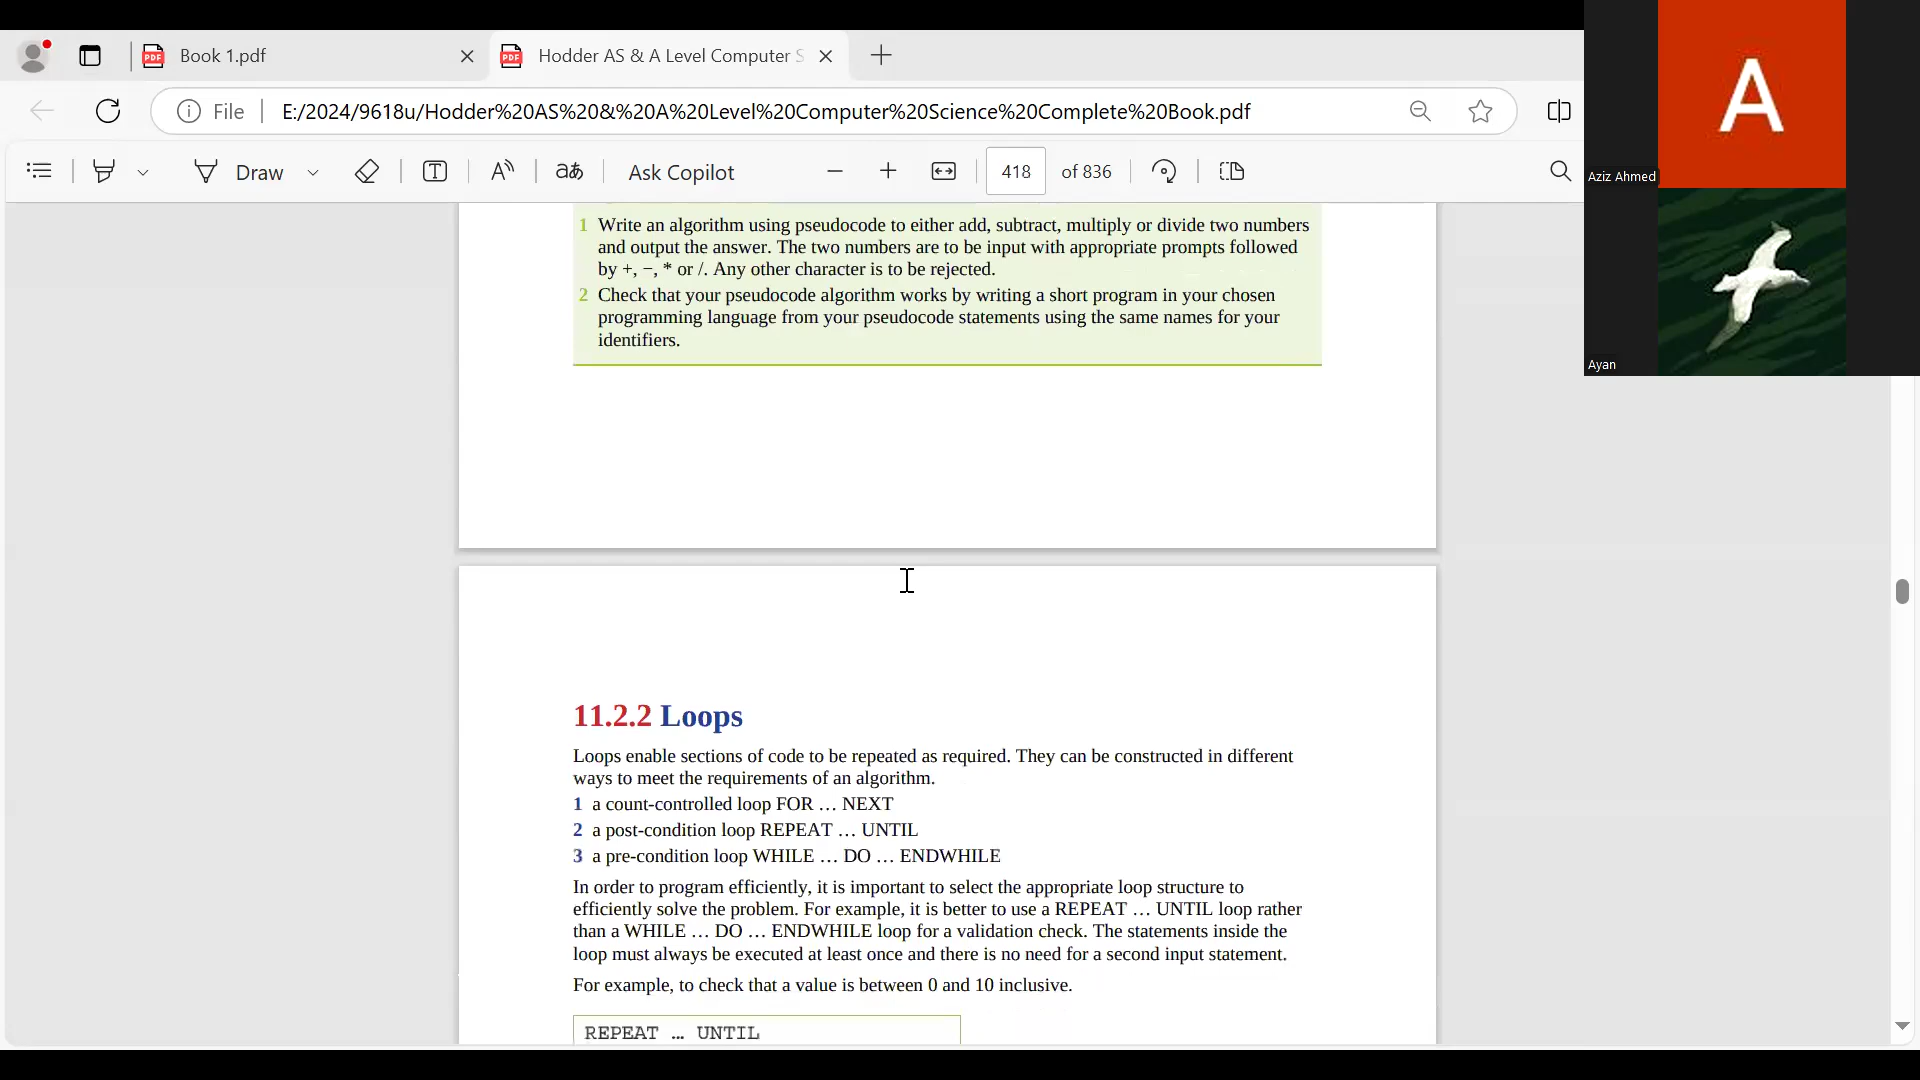 Book 1.pdf
Hodder AS & A Level Computer S
File
E:/2024/9618u/Hodder%20AS%20&%20A%20Level%20Computer%20Science%20Complete%20Book.pdf
Draw
T
A
aあ
Ask Copilot
418
of 836
A
Aziz Ahmed
Ayan
1 Write an algorithm using pseudocode to either add, subtract, multiply or divide two numbers
and output the answer. The two numbers are to be input with appropriate prompts followed
by +, −, * or /. Any other character is to be rejected.
2 Check that your pseudocode algorithm works by writing a short program in your chosen
programming language from your pseudocode statements using the same names for your
identifiers.
11.2.2 Loops
Loops enable sections of code to be repeated as required. They can be constructed in different
ways to meet the requirements of an algorithm.
1 a count-controlled loop FOR … NEXT
2 a post-condition loop REPEAT … UNTIL
3 a pre-condition loop WHILE … DO … ENDWHILE
In order to program efficiently, it is important to select the appropriate loop structure to
efficiently solve the problem. For example, it is better to use a REPEAT … UNTIL loop rather
than a WHILE … DO … ENDWHILE loop for a validation check. The statements inside the
loop must always be executed at least once and there is no need for a second input statement.
For example, to check that a value is between 0 and 10 inclusive.
REPEAT … UNTIL